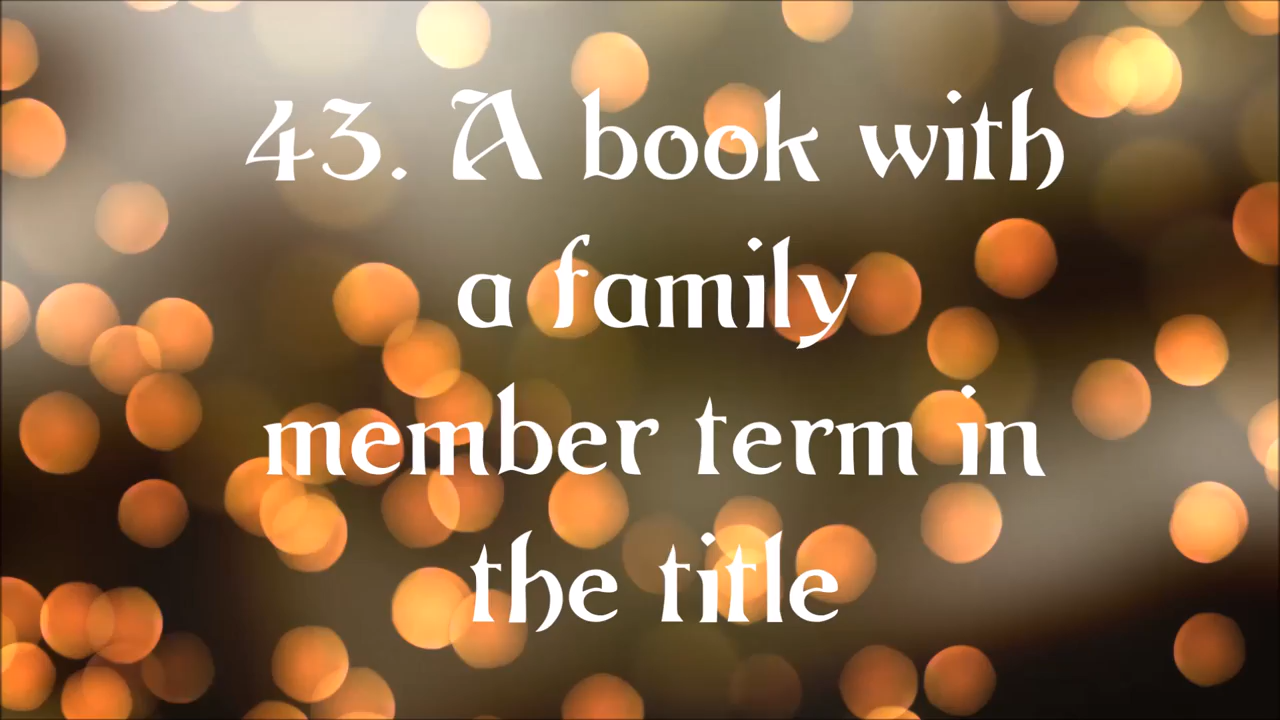 43. A book with
a family
member term in
the title